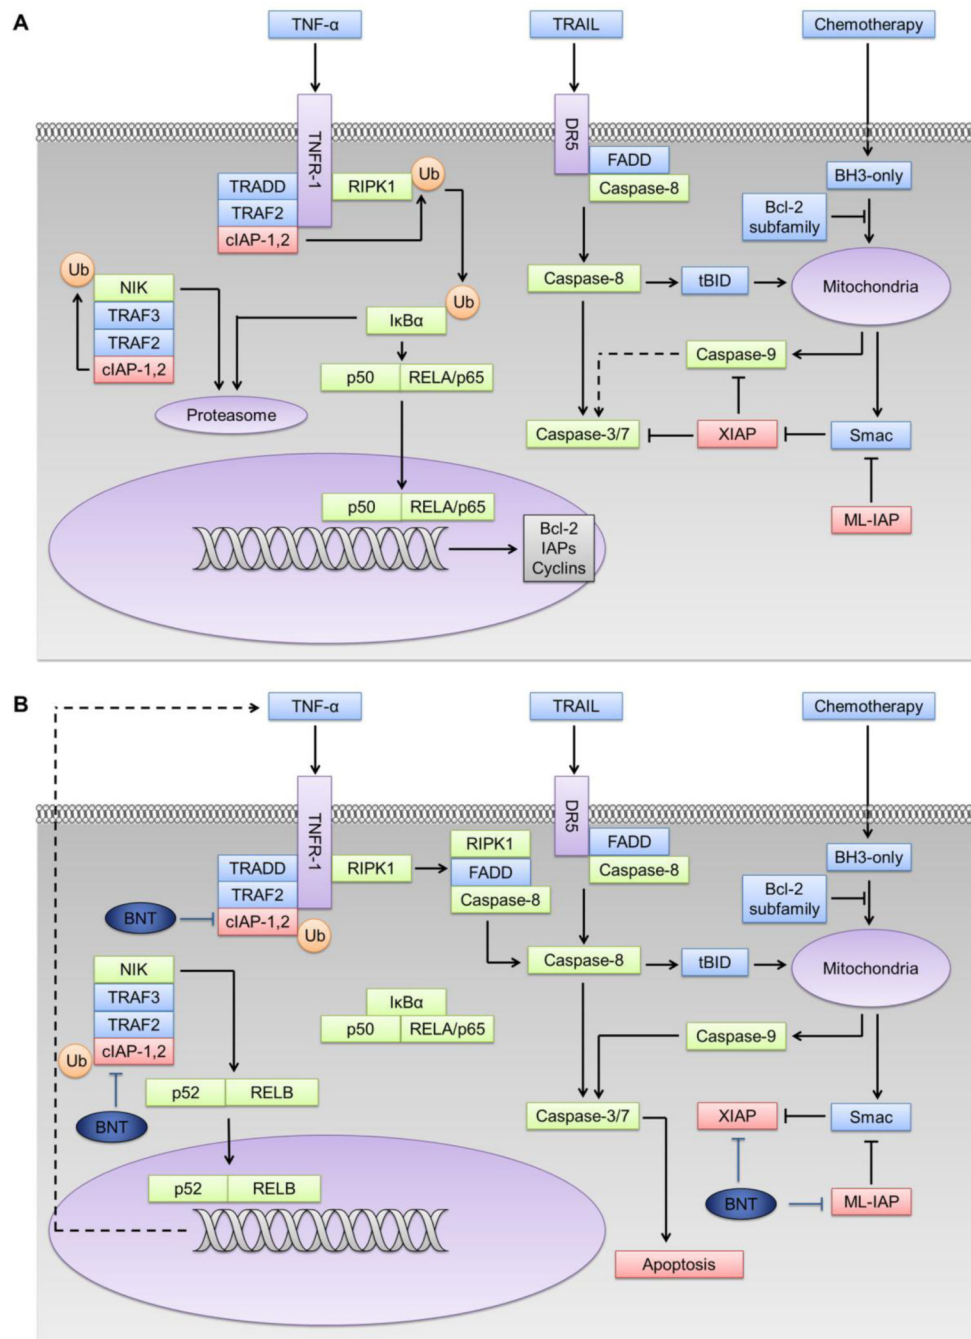 A
TNF-α
TRAIL
Chemotherapy
TNFR-1
DR5
FADD
Caspase-8
BH3-only
TRADD
RIPK1
Ub
TRAF2
Bcl-2
subfamily
cIAP-1,2
Ub
NIK
TRAF3
TRAF2
cIAP-1,2
Ub
IκBα
Caspase-8
tBID
Mitochondria
p50
RELA/p65
Caspase-9
Proteasome
Caspase-3/7
XIAP
Smac
p50
RELA/p65
ML-IAP
Bcl-2
IAPs
Cyclins
B
TNF-α
TRAIL
Chemotherapy
TNFR-1
DR5
RIPK1
FADD
Caspase-8
FADD
Caspase-8
BH3-only
TRADD
RIPK1
TRAF2
Bcl-2
subfamily
BNT
cIAP-1,2
Ub
NIK
TRAF3
TRAF2
cIAP-1,2
Ub
Caspase-8
tBID
Mitochondria
IκBα
p50
RELA/p65
Caspase-9
p52
RELB
BNT
Caspase-3/7
XIAP
Smac
p52
RELB
BNT
ML-IAP
Apoptosis